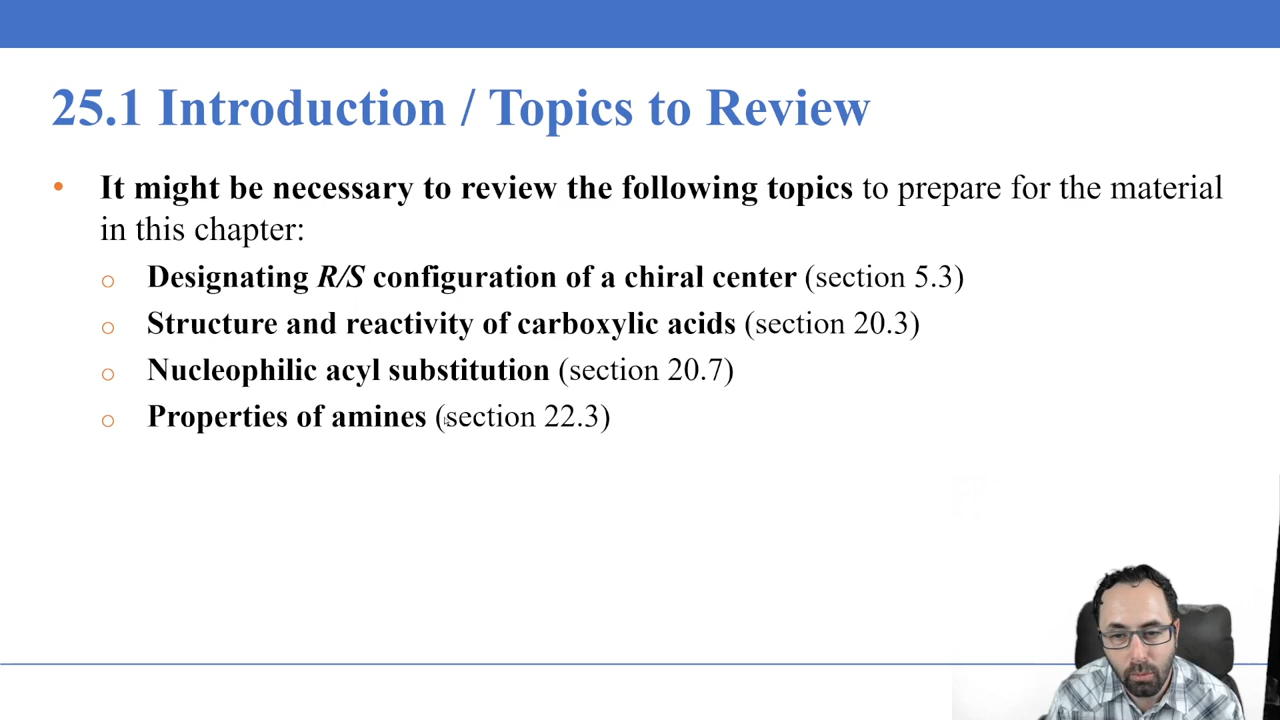 25.1 Introduction / Topics to Review
• It might be necessary to review the following topics to prepare for the material
in this chapter:
o Designating R/S configuration of a chiral center (section 5.3)
o Structure and reactivity of carboxylic acids (section 20.3)
o Nucleophilic acyl substitution (section 20.7)
o Properties of amines (section 22.3)